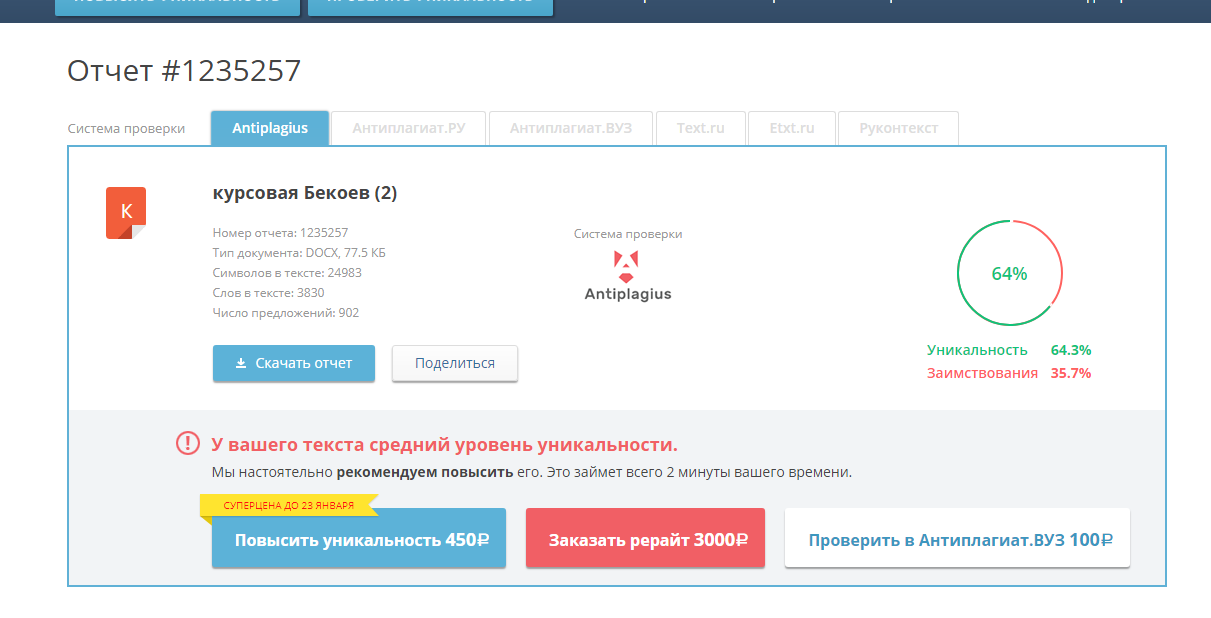 Отчет #1235257
Система проверки
Antiplagius
Антиплагиат.РУ
Антиплагиат.ВУЗ
Text.ru
Etxt.ru
Руконтекст
К
курсовая Бекоев (2)
Номер отчета: 1235257
Тип документа: DOCX, 77.5 КБ
Символов в тексте: 24983
Слов в тексте: 3830
Число предложений: 902
Система проверки
Antiplagius
64%
Уникальность 64.3%
Заимствования 35.7%
Скачать отчет
Поделиться
У вашего текста средний уровень уникальности.
Мы настоятельно рекомендуем повысить его. Это займет всего 2 минуты вашего времени.
СУПЕРЦЕНА ДО 23 ЯНВАРЯ
Повысить уникальность 450₽
Заказать рерайт 3000₽
Проверить в Антиплагиат.ВУЗ 100₽